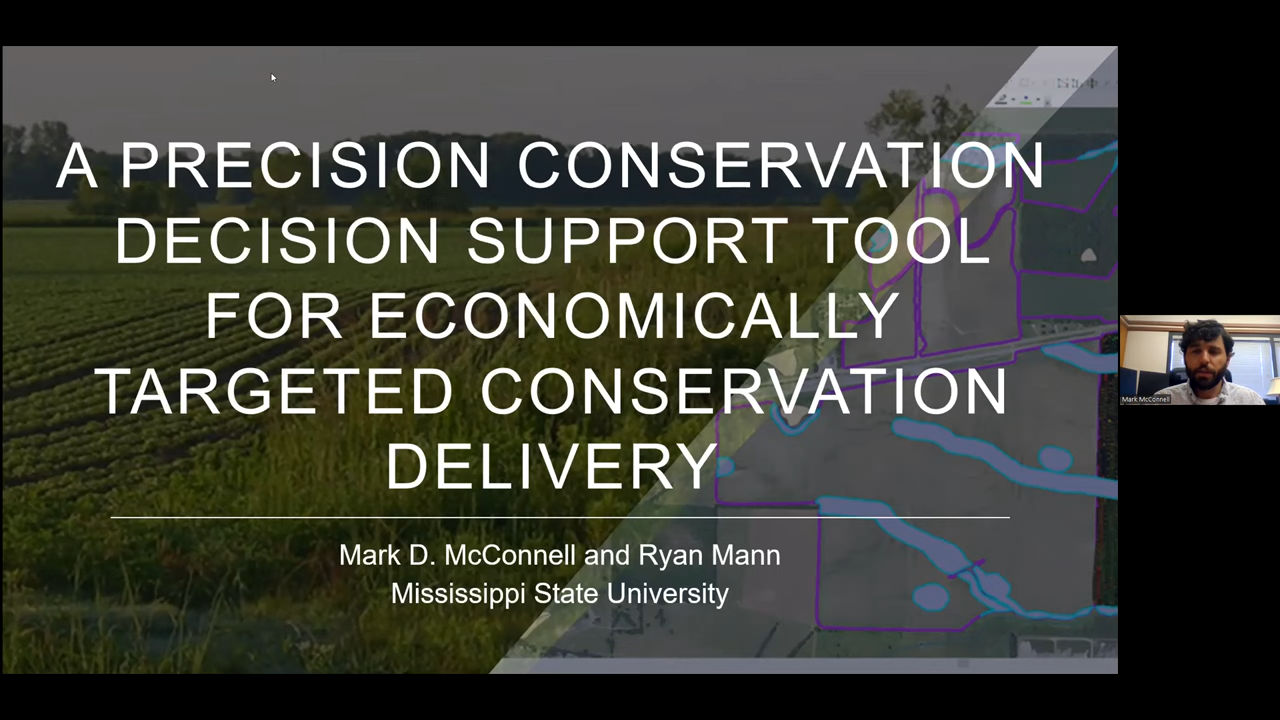 A PRECISION CONSERVATION
DECISION SUPPORT TOOL
FOR ECONOMICALLY
TARGETED CONSERVATION
DELIVERY
Mark D. McConnell and Ryan Mann
Mississippi State University
Mark McConnell